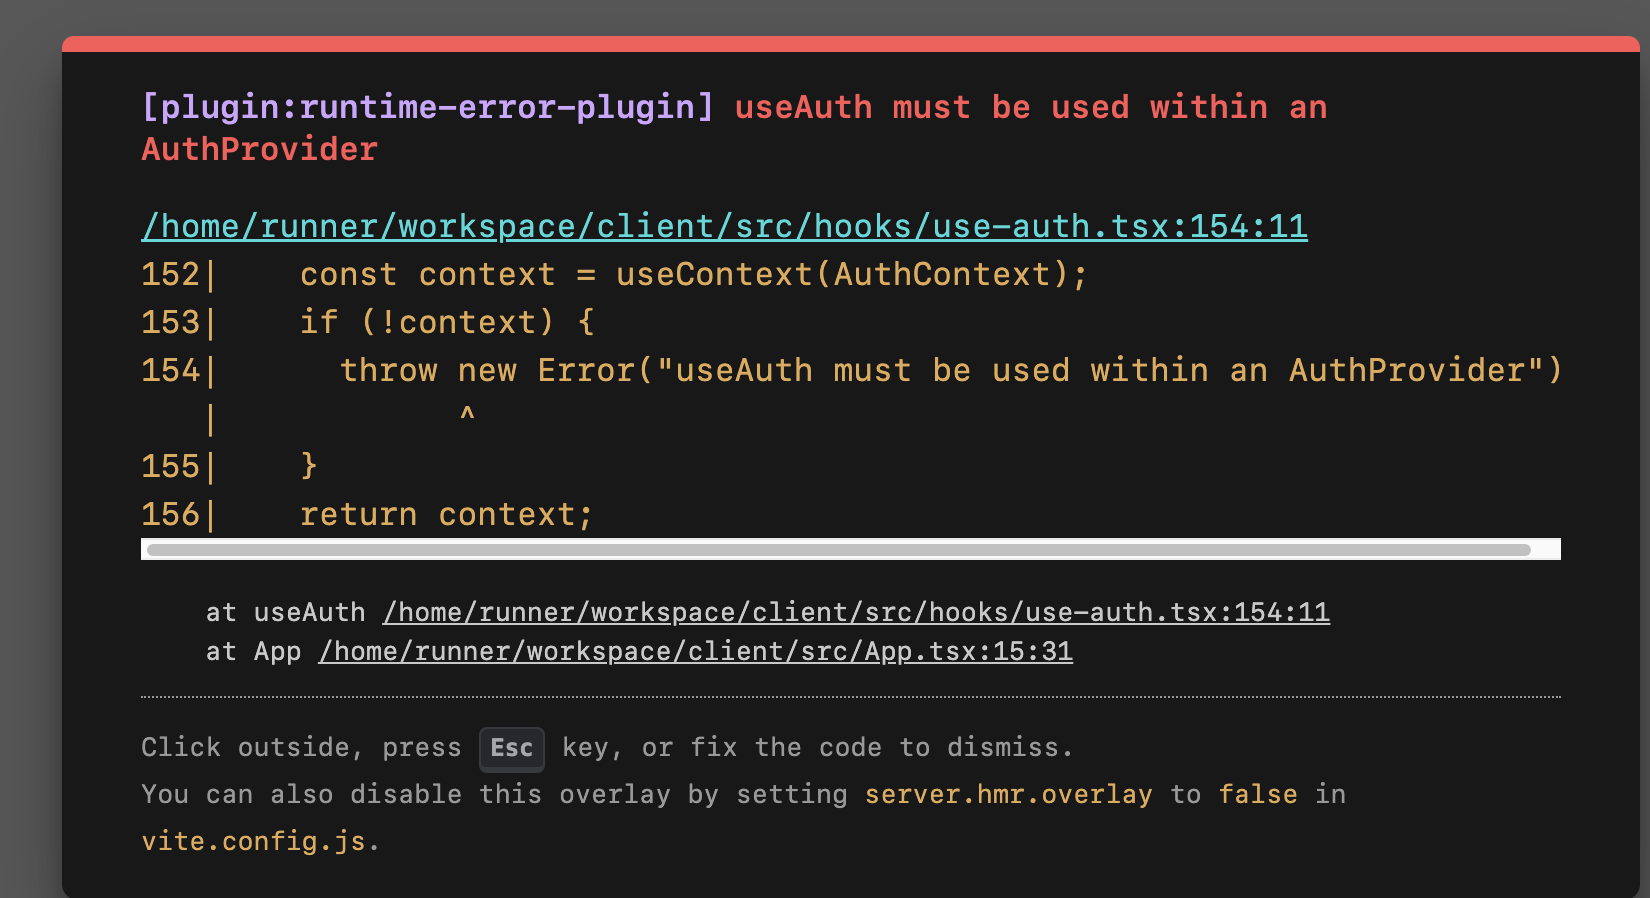 [plugin:runtime-error-plugin] useAuth must be used within an
AuthProvider
/home/runner/workspace/client/src/hooks/use-auth.tsx:154:11
152|    const context = useContext(AuthContext);
153|    if (!context) {
154|      throw new Error("useAuth must be used within an AuthProvider")
   |            ^
155|    }
156|    return context;
at useAuth /home/runner/workspace/client/src/hooks/use-auth.tsx:154:11
at App /home/runner/workspace/client/src/App.tsx:15:31
Click outside, press Esc key, or fix the code to dismiss.
You can also disable this overlay by setting server.hmr.overlay to false in
vite.config.js.